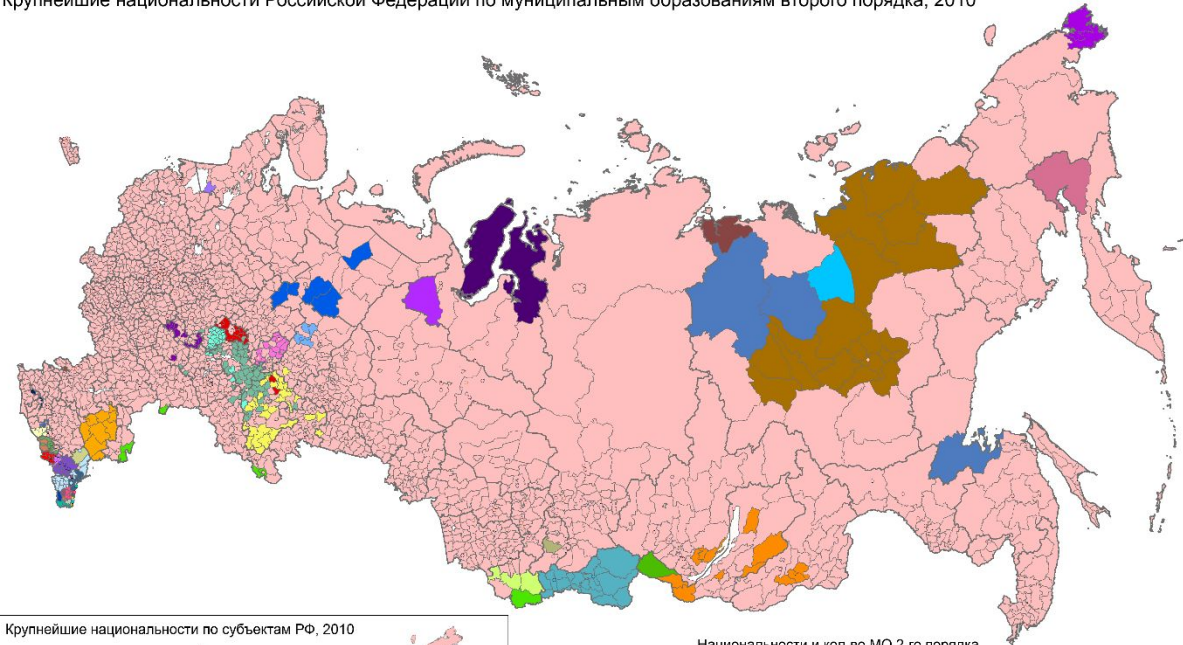 Крупнейшие национальности Российской Федерации по муниципальным образованиям второго порядка, 2010
Крупнейшие национальности по субъектам РФ, 2010
Национальности и кол-во МО 2-го порядка